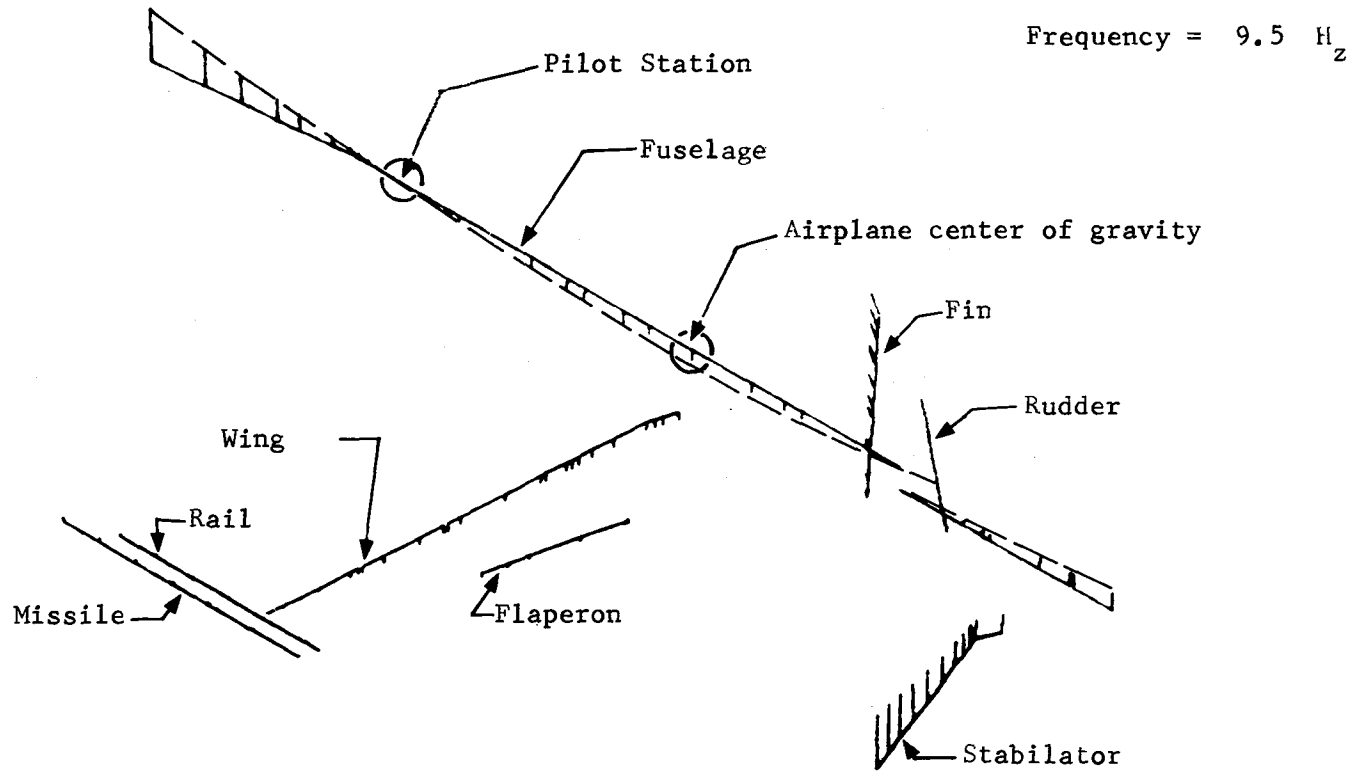 Frequency = 9.5 Hz
Pilot Station
Fuselage
Airplane center of gravity
Fin
Rudder
Wing
Rail
Missile
Flaperon
Stabilator